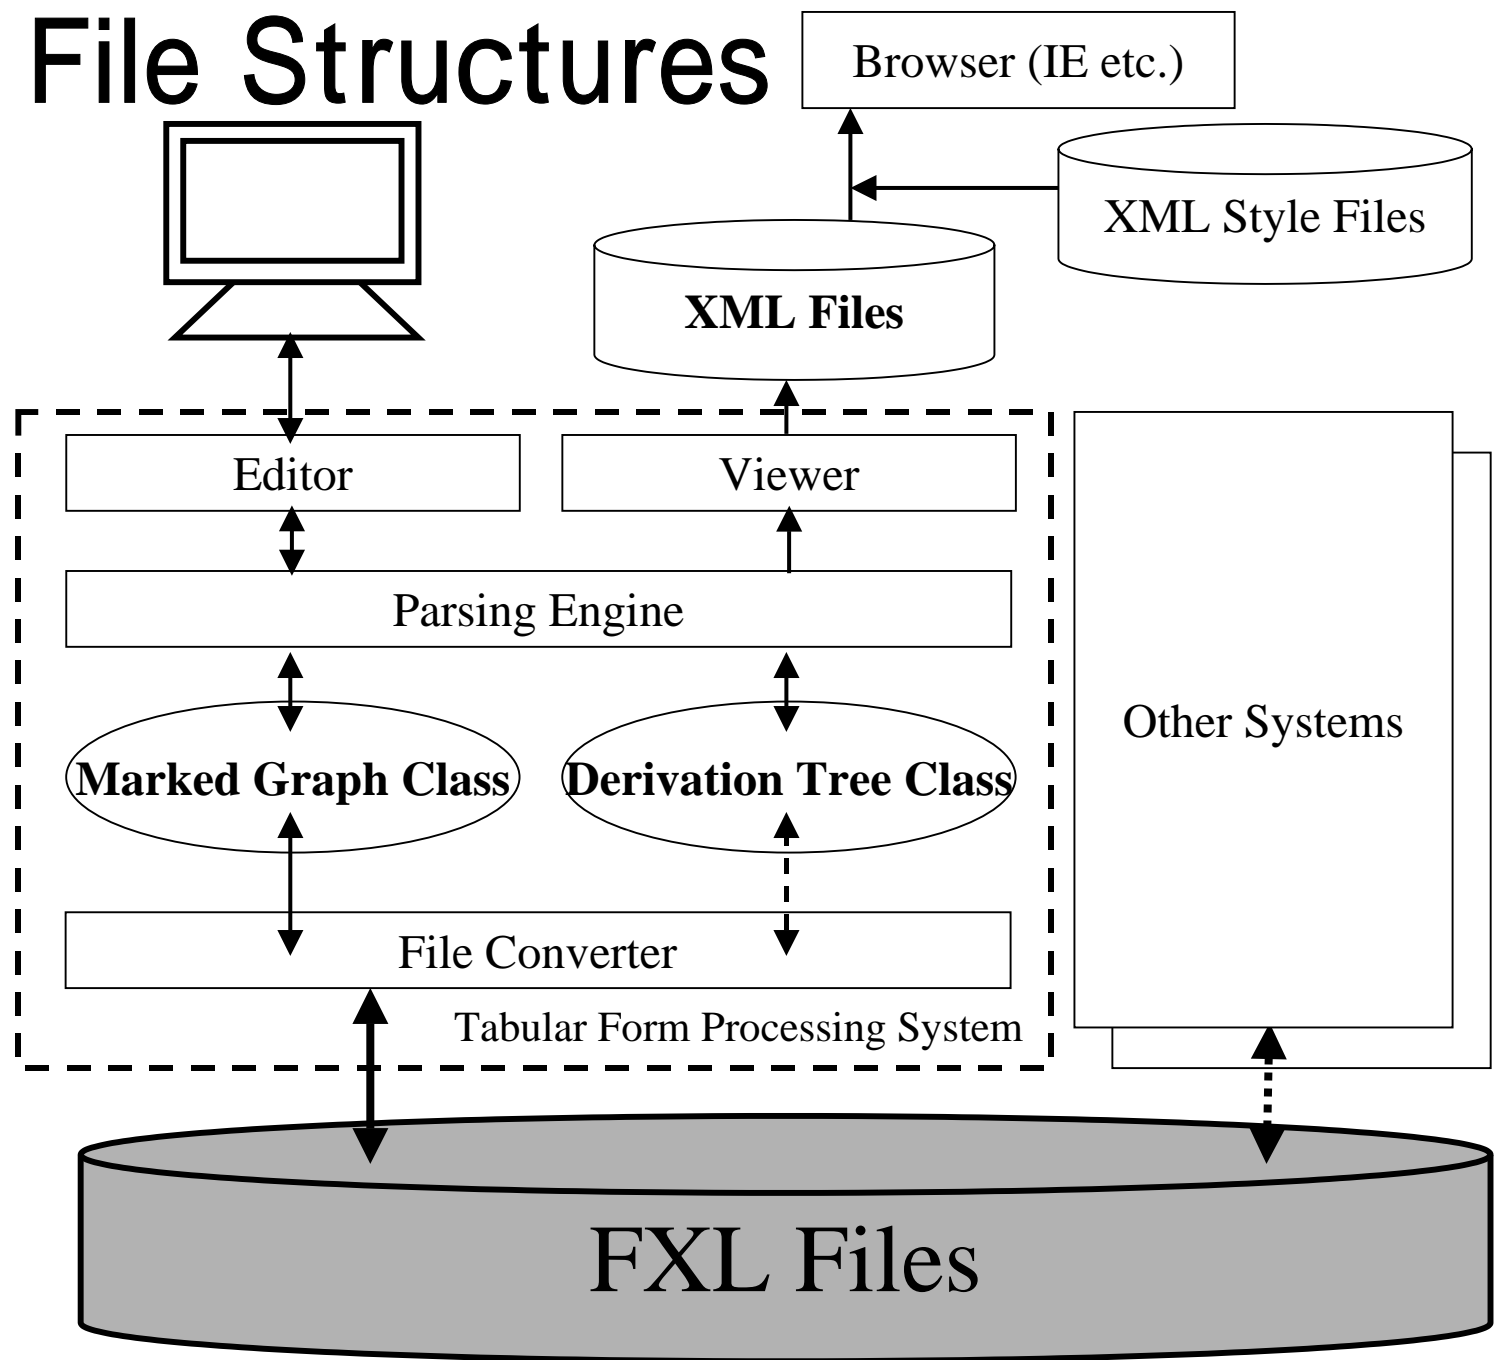 File Structures
Browser (IE etc.)
XML Style Files
XML Files
Editor
Viewer
Parsing Engine
Other Systems
Marked Graph Class
Derivation Tree Class
File Converter
Tabular Form Processing System
FXL Files